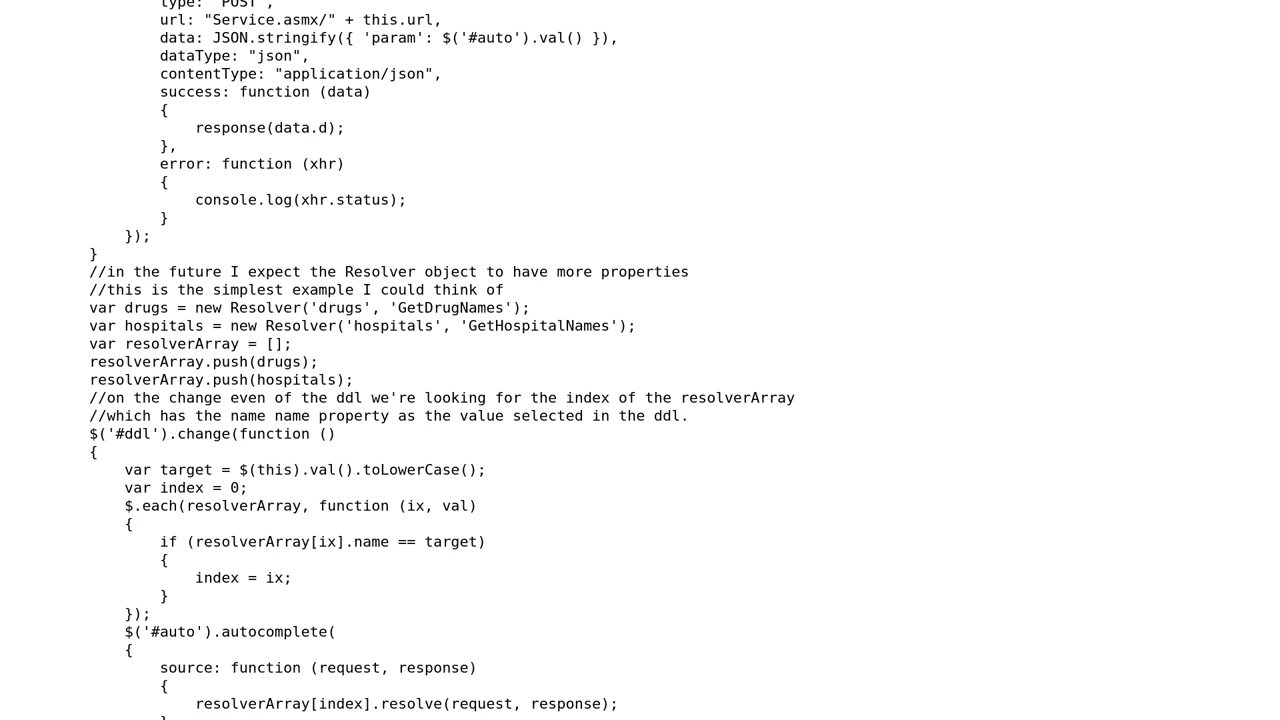 type: "POST",
url: "Service.asmx/" + this.url,
data: JSON.stringify({ 'param': $('#auto').val() }),
dataType: "json",
contentType: "application/json",
success: function (data)
{
response(data.d);
},
error: function (xhr)
{
console.log(xhr.status);
}
});
}
//in the future I expect the Resolver object to have more properties
//this is the simplest example I could think of
var drugs = new Resolver('drugs', 'GetDrugNames');
var hospitals = new Resolver('hospitals', 'GetHospitalNames');
var resolverArray = [];
resolverArray.push(drugs);
resolverArray.push(hospitals);
//on the change even of the ddl we're looking for the index of the resolverArray
//which has the name name property as the value selected in the ddl.
$('#ddl').change(function ()
{
var target = $(this).val().toLowerCase();
var index = 0;
$.each(resolverArray, function (ix, val)
{
if (resolverArray[ix].name == target)
{
index = ix;
}
});
$('#auto').autocomplete(
{
source: function (request, response)
{
resolverArray[index].resolve(request, response);
}